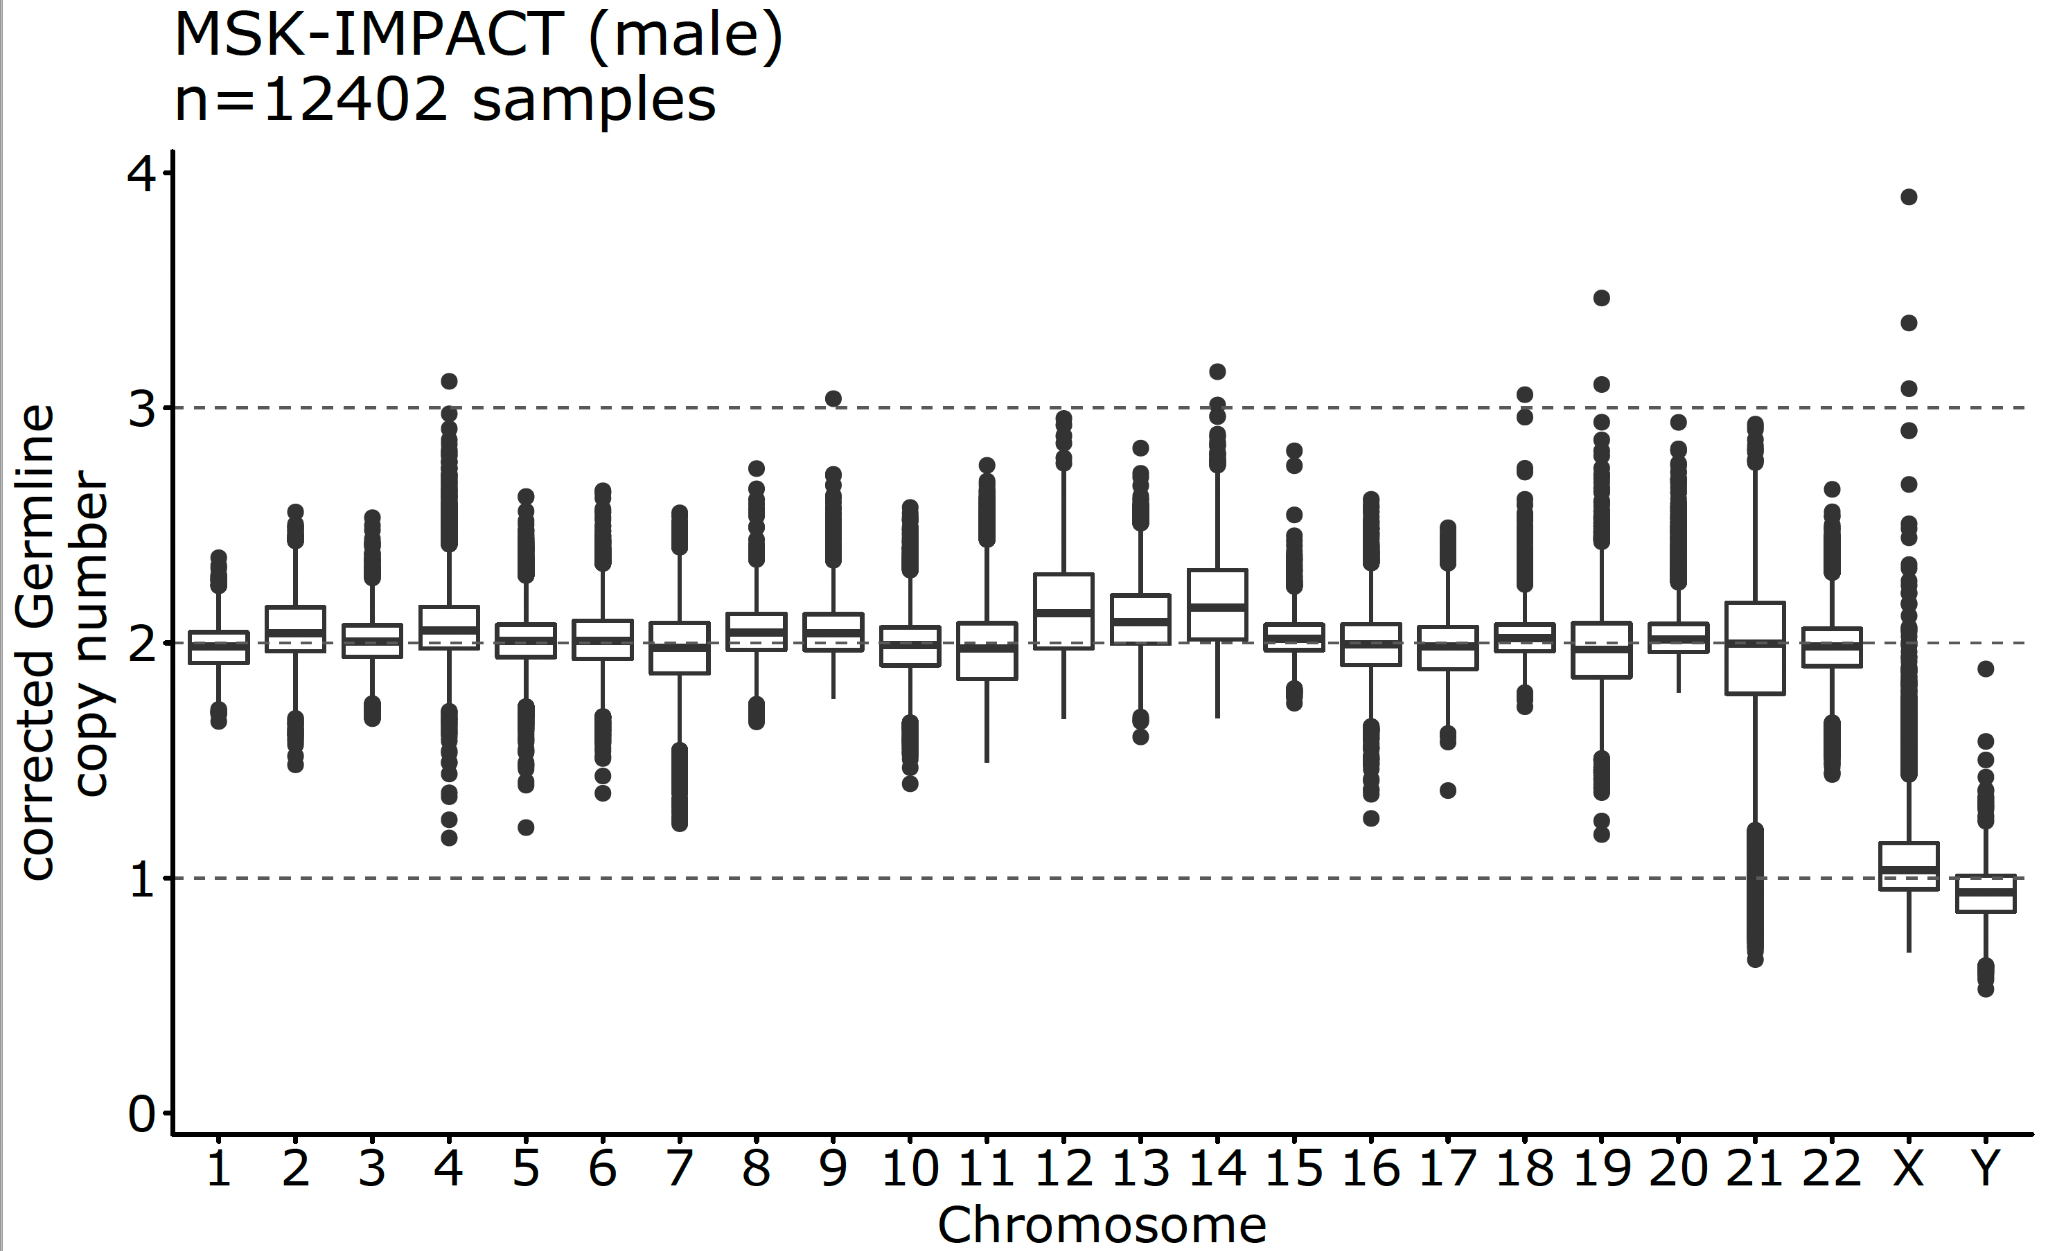 MSK-IMPACT (male)
n=12402 samples
corrected Germline
copy number
4
3
2
1
0
1 2 3 4 5 6 7 8 9 10 11 12 13 14 15 16 17 18 19 20 21 22 X Y
Chromosome